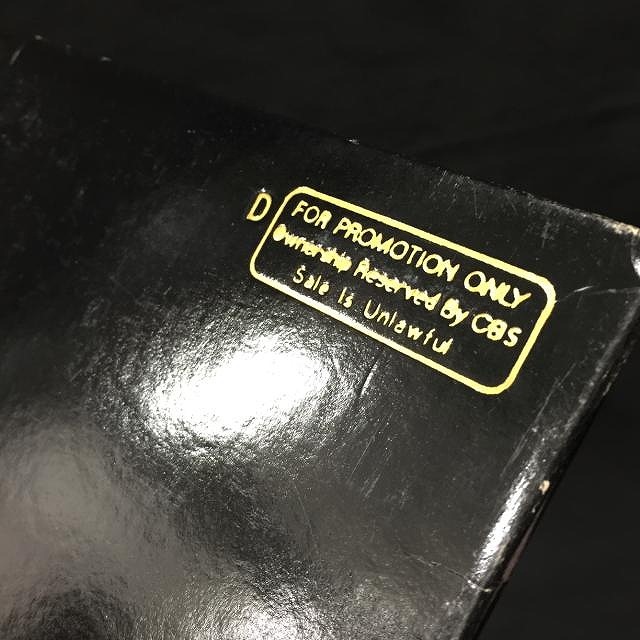 D
FOR PROMOTION ONLY
Ownership Reserved By CBS
Sale Is Unlawful